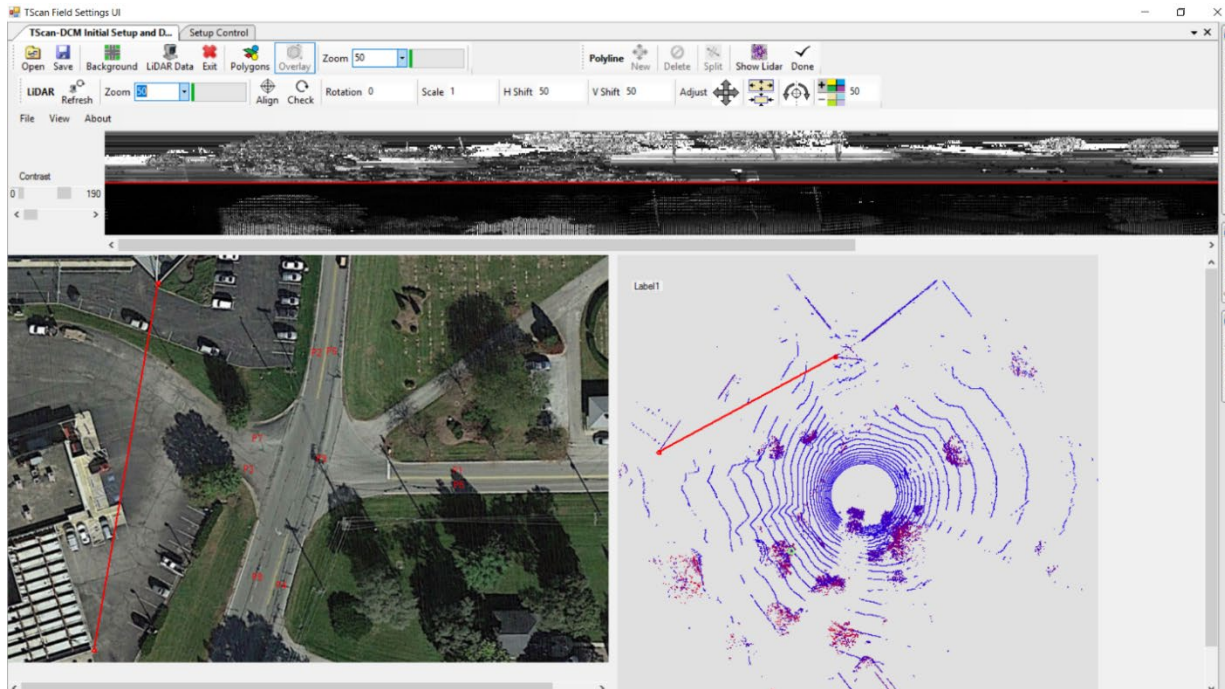 TScan Field Settings UI
TScan-DCM Initial Setup and D... Setup Control
Open Save Background LiDAR Data Exit Polygons Overlay Zoom 50 Polyline New Delete Split Show Lidar Done
LiDAR Refresh Zoom 50 Align Check Rotation 0 Scale 1 H Shift 50 V Shift 50 Adjust 50
File View About
Contrast
0 190
Label1